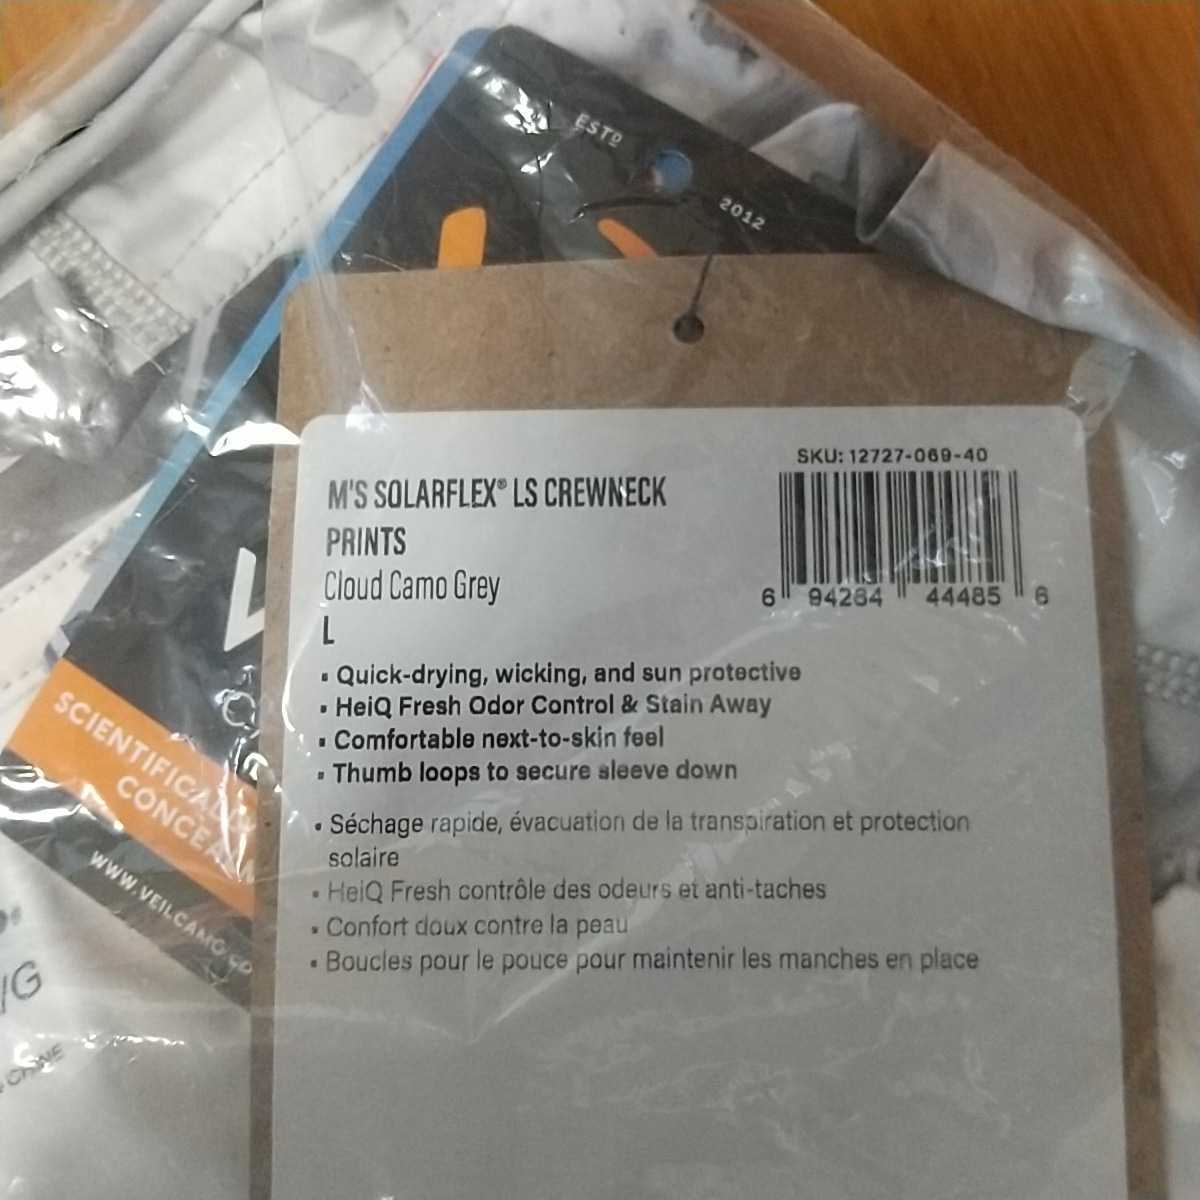 ESTD
2012
SKU: 12727-069-40
M'S SOLARFLEX® LS CREWNECK
PRINTS
Cloud Camo Grey
L
6 94264 44485 6
• Quick-drying, wicking, and sun protective
• HeiQ Fresh Odor Control & Stain Away
• Comfortable next-to-skin feel
• Thumb loops to secure sleeve down
• Séchage rapide, évacuation de la transpiration et protection
solaire
• HeiQ Fresh contrôle des odeurs et anti-taches
• Confort doux contre la peau
• Boucles pour le pouce pour maintenir les manches en place
SCIENTIFICALLY
WWW.VEILCAMO.CO
/G